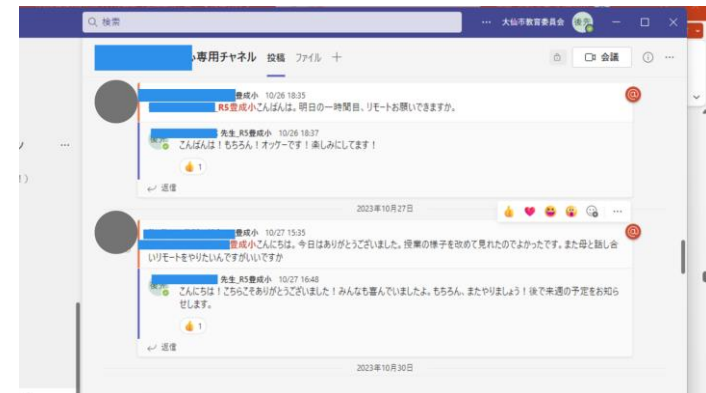 検索
… 大仙市教育委員会
専用チャネル 投稿 ファイル +
会議
豊成小 10/26 18:35
R5豊成小こんばんは。明日の一時間目、リモートお願いできますか。
先生_R5豊成小 10/26 18:37
こんばんは！もちろん！オッケーです！楽しみにしてます！
1
返信
2023年10月27日
豊成小 10/27 15:35
豊成小こんにちは。今日はありがとうございました。授業の様子を改めて見れたのでよかったです。また母と話し合
いリモートをやりたいんですがいいですか
先生_R5豊成小 10/27 16:48
こんにちは！こちらこそありがとうございました！みんなも喜んでいましたよ。もちろん、またやりましょう！後で来週の予定をお知ら
せします。
1
返信
2023年10月30日